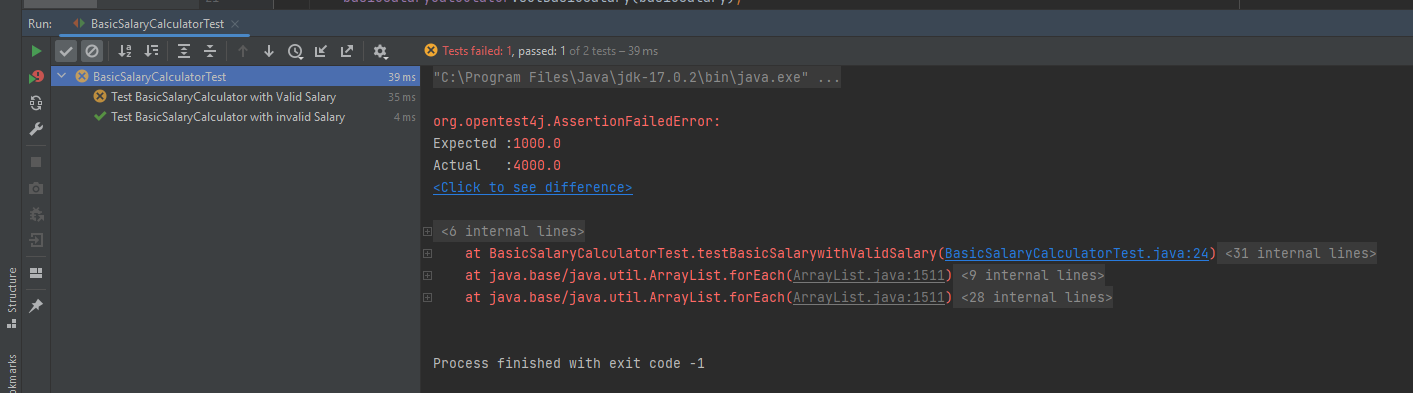 Run: BasicSalaryCalculatorTest ×
Tests failed: 1, passed: 1 of 2 tests – 39 ms
BasicSalaryCalculatorTest 39 ms
Test BasicSalaryCalculator with Valid Salary 35 ms
Test BasicSalaryCalculator with invalid Salary 4 ms
"C:\Program Files\Java\jdk-17.0.2\bin\java.exe" ...
org.opentest4j.AssertionFailedError:
Expected :1000.0
Actual   :4000.0
<Click to see difference>
<6 internal lines>
at BasicSalaryCalculatorTest.testBasicSalarywithValidSalary(BasicSalaryCalculatorTest.java:24) <31 internal lines>
at java.base/java.util.ArrayList.forEach(ArrayList.java:1511) <9 internal lines>
at java.base/java.util.ArrayList.forEach(ArrayList.java:1511) <28 internal lines>
Process finished with exit code -1
Structure